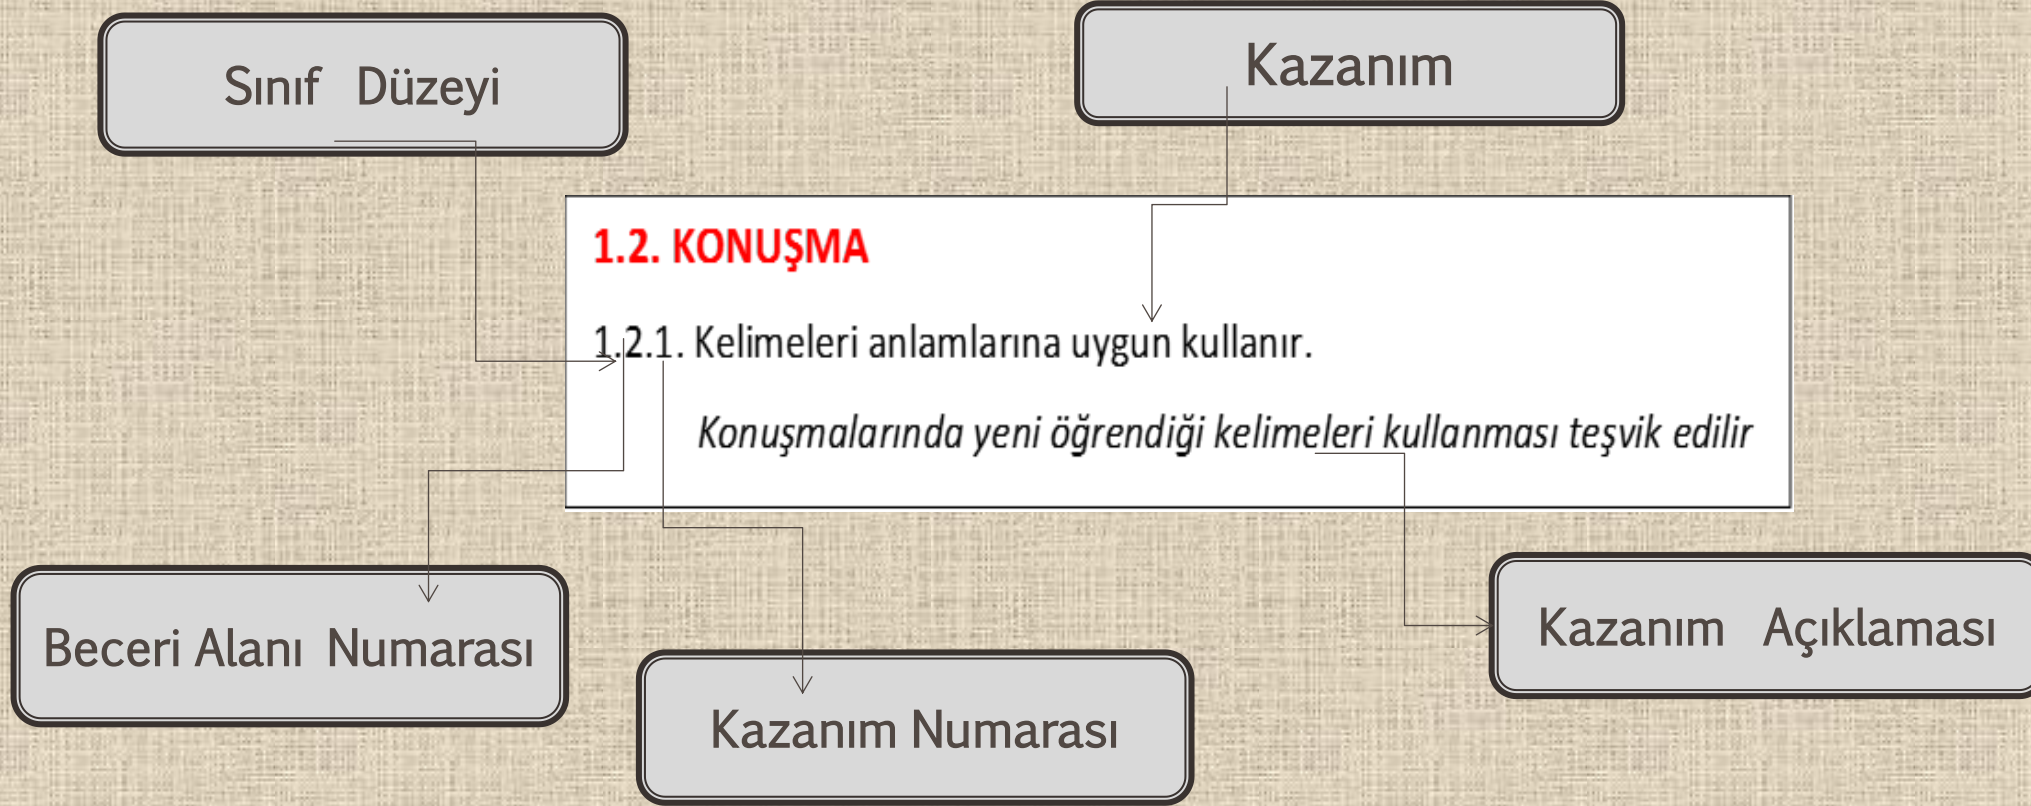 Sınıf Düzeyi
Kazanım
1.2. KONUŞMA
1.2.1. Kelimeleri anlamlarına uygun kullanır.
Konuşmalarında yeni öğrendiği kelimeleri kullanması teşvik edilir
Beceri Alanı Numarası
Kazanım Numarası
Kazanım Açıklaması